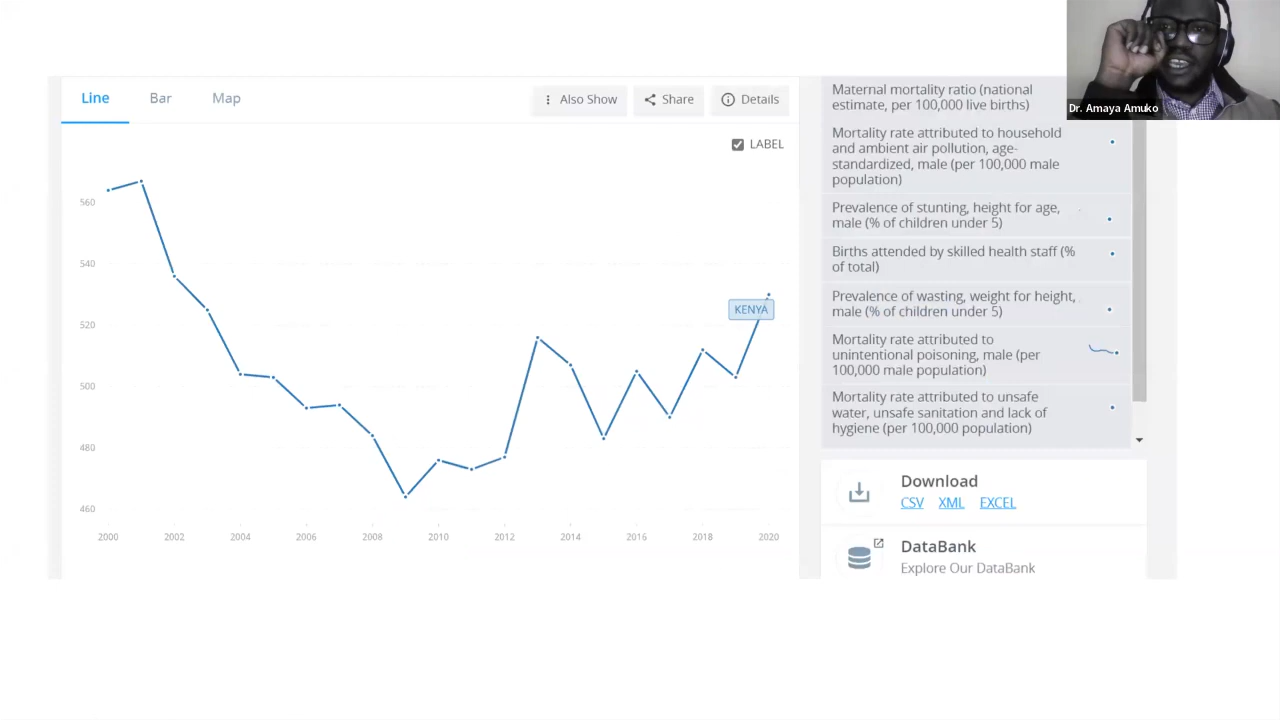 Line Bar Map
Also Show Share Details
LABEL
560
540
520
500
480
460
KENYA
2000 2002 2004 2006 2008 2010 2012 2014 2016 2018 2020
Maternal mortality ratio (national
estimate, per 100,000 live births)
Mortality rate attributed to household
and ambient air pollution, age-
standardized, male (per 100,000 male
population)
Prevalence of stunting, height for age,
male (% of children under 5)
Births attended by skilled health staff (%
of total)
Prevalence of wasting, weight for height,
male (% of children under 5)
Mortality rate attributed to
unintentional poisoning, male (per
100,000 male population)
Mortality rate attributed to unsafe
water, unsafe sanitation and lack of
hygiene (per 100,000 population)
Download
CSV XML EXCEL
DataBank
Explore Our DataBank
Dr. Amaya Amuko